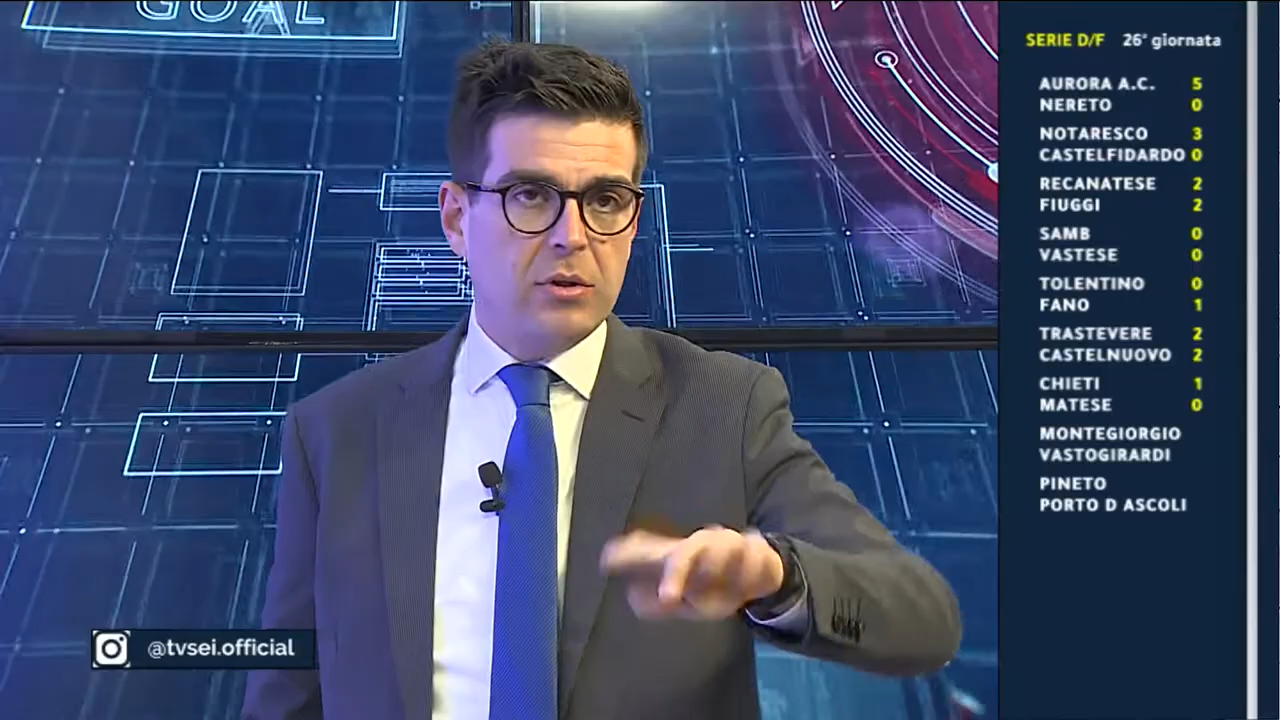 GOAL
SERIE D/F 26ª giornata
AURORA A.C. 5
NERETO 0
NOTARESCO 3
CASTELFIDARDO 0
RECANATESE 2
FIUGGI 2
SAMB 0
VASTESE 0
TOLENTINO 0
FANO 1
TRASTEVERE 2
CASTELNUOVO 2
CHIETI 1
MATESE 0
MONTEGIORGIO
VASTOGIRARDI
PINETO
PORTO D ASCOLI
@tvsei.official